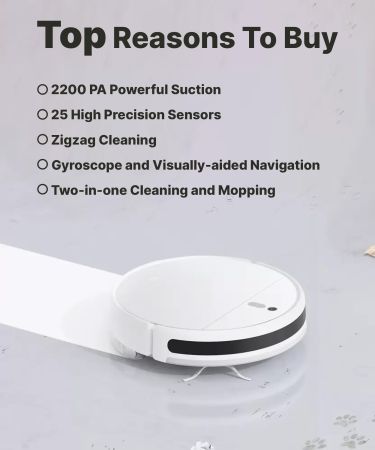 Top Reasons To Buy
2200 PA Powerful Suction
25 High Precision Sensors
Zigzag Cleaning
Gyroscope and Visually-aided Navigation
Two-in-one Cleaning and Mopping